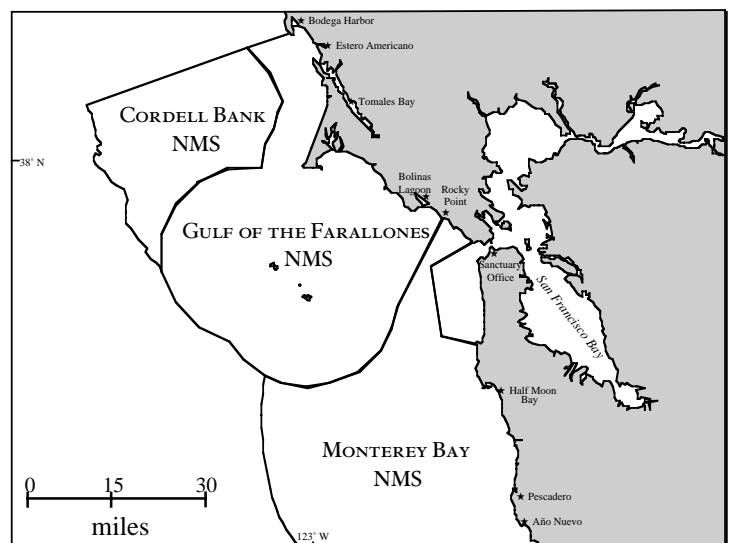 Bodega Harbor
Estero Americano
Tomales Bay
CORDELL BANK
NMS
38° N
Bolinas
Lagoon
Rocky
Point
GULF OF THE FARALLONES
NMS
Sanctuary
Office
San Francisco Bay
Half Moon
Bay
MONTEREY BAY
NMS
0 15 30
miles
Pescadero
Año Nuevo
123° W